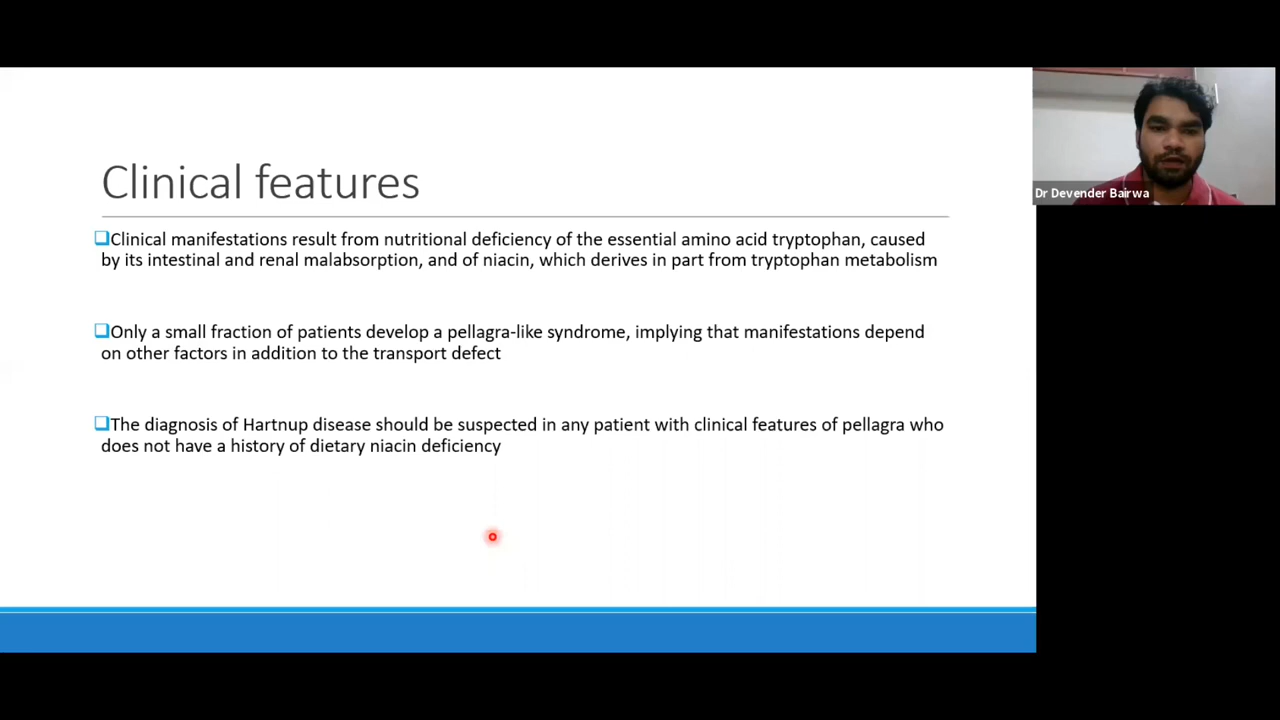 Clinical features
Clinical manifestations result from nutritional deficiency of the essential amino acid tryptophan, caused
by its intestinal and renal malabsorption, and of niacin, which derives in part from tryptophan metabolism
Only a small fraction of patients develop a pellagra-like syndrome, implying that manifestations depend
on other factors in addition to the transport defect
The diagnosis of Hartnup disease should be suspected in any patient with clinical features of pellagra who
does not have a history of dietary niacin deficiency
Dr Devender Bairwa